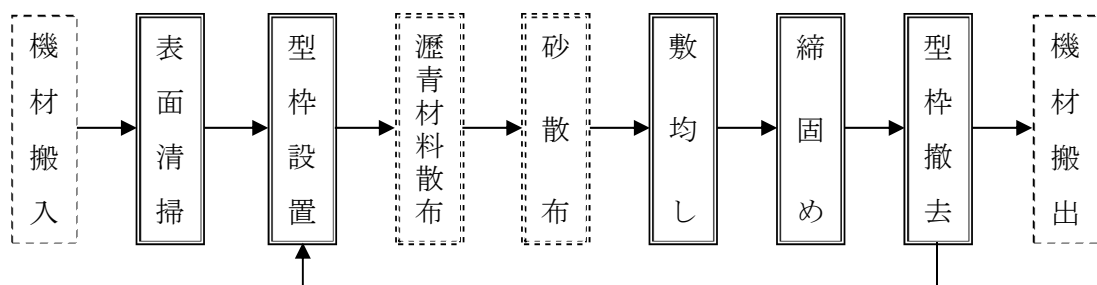 機材搬入
表面清掃
型枠設置
瀝青材料散布
砂散布
敷均し
締固め
型枠撤去
機材搬出